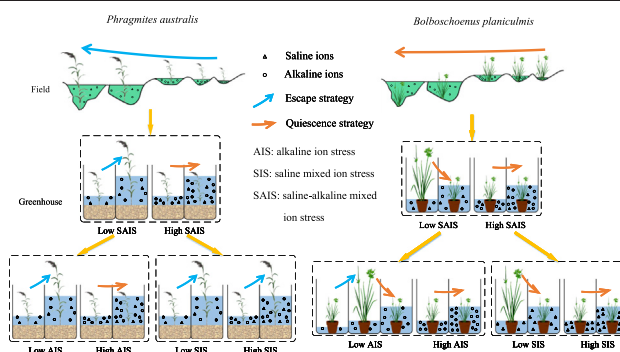 Phragmites australis
Bolboschoenus planiculmis
Saline ions
Alkaline ions
Field
Escape strategy
Quiescence strategy
AIS: alkaline ion stress
SIS: saline mixed ion stress
SAIS: saline-alkaline mixed
ion stress
Greenhouse
Low SAIS High SAIS
Low SAIS High SAIS
Low AIS High AIS
Low SIS High SIS
Low AIS High AIS
Low SIS High SIS